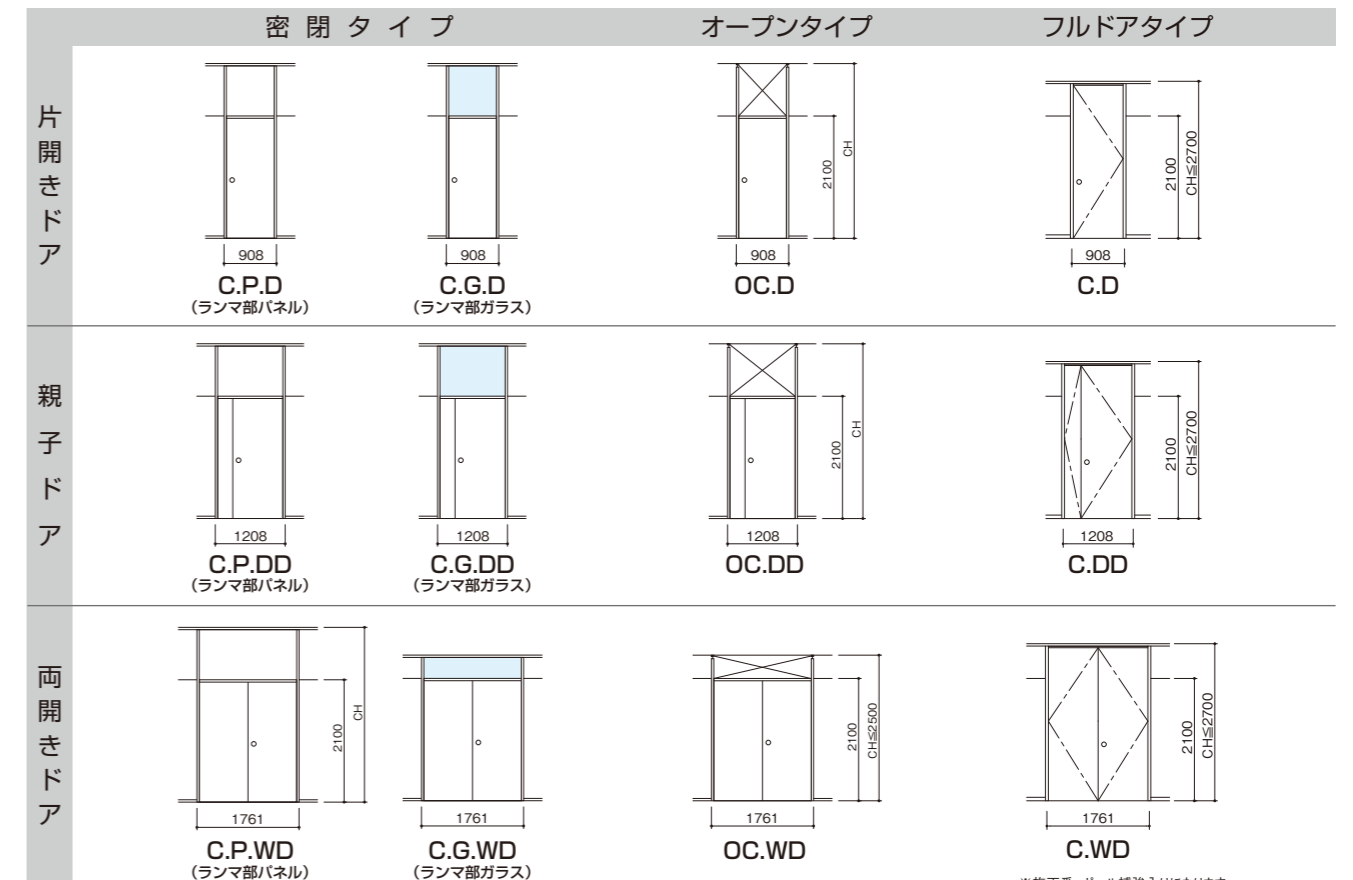 密閉タイプ オープンタイプ フルドアタイプ
片開きドア
2100
CH
2100
CH≦2700
908 908 908 908
C.P.D C.G.D OC.D C.D
(ランマ部パネル) (ランマ部ガラス)
親子ドア
2100
CH
2100
CH≦2700
1208 1208 1208 1208
C.P.DD C.G.DD OC.DD C.DD
(ランマ部パネル) (ランマ部ガラス)
両開きドア
2100
CH
2100
CH≦2500
2100
CH≦2700
1761 1761 1761 1761
C.P.WD C.G.WD OC.WD C.WD
(ランマ部パネル) (ランマ部ガラス)